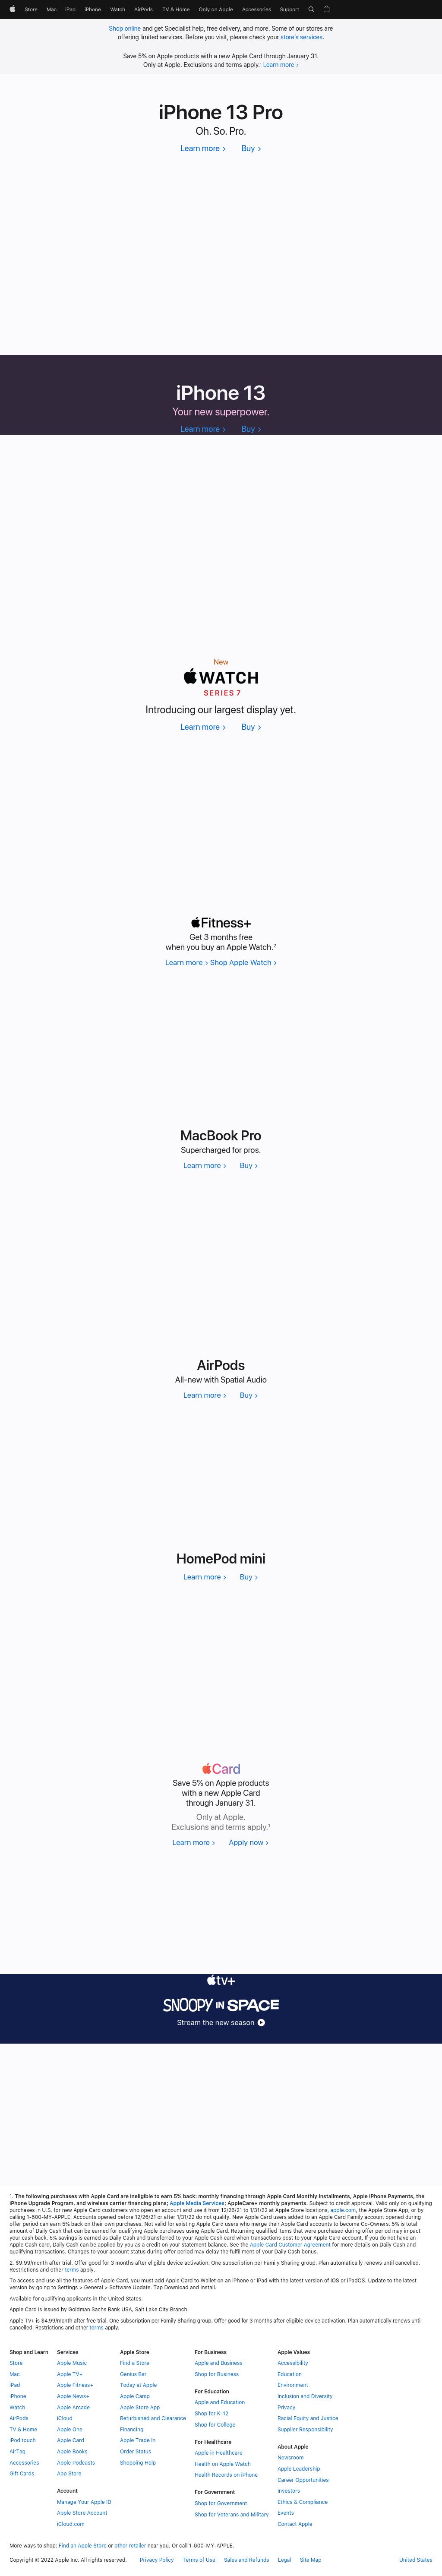 Store Mac iPad iPhone Watch AirPods TV & Home Only on Apple Accessories Support
Shop online and get Specialist help, free delivery, and more. Some of our stores are
offering limited services. Before you visit, please check your store's services.
Save 5% on Apple products with a new Apple Card through January 31.
Only at Apple. Exclusions and terms apply.¹ Learn more >
iPhone 13 Pro
Oh. So. Pro.
Learn more > Buy >
iPhone 13
Your new superpower.
Learn more > Buy >
New
WATCH
SERIES 7
Introducing our largest display yet.
Learn more > Buy >
Fitness+
Get 3 months free
when you buy an Apple Watch.²
Learn more > Shop Apple Watch >
MacBook Pro
Supercharged for pros.
Learn more > Buy >
AirPods
All-new with Spatial Audio
Learn more > Buy >
HomePod mini
Learn more > Buy >
Card
Save 5% on Apple products
with a new Apple Card
through January 31.
Only at Apple.
Exclusions and terms apply.¹
Learn more > Apply now >
tv+
SNOOPY IN SPACE
Stream the new season
1. The following purchases with Apple Card are ineligible to earn 5% back: monthly financing through Apple Card Monthly Installments, Apple iPhone Payments, the
iPhone Upgrade Program, and wireless carrier financing plans; Apple Media Services; AppleCare+ monthly payments. Subject to credit approval. Valid only on qualifying
purchases in U.S. for new Apple Card customers who open an account and use it from 12/26/21 to 1/31/22 at Apple Store locations, apple.com, the Apple Store App, or by
calling 1-800-MY-APPLE. Accounts opened before 12/26/21 or after 1/31/22 do not qualify. New Apple Card users added to an Apple Card Family account opened during
offer period can earn 5% back on their own purchases. Not valid for existing Apple Card users who merge their Apple Card accounts to become Co-Owners. 5% is total
amount of Daily Cash that can be earned for qualifying Apple purchases using Apple Card. Returning qualified items that were purchased during offer period may impact
your cash back. 5% savings is earned as Daily Cash and transferred to your Apple Cash card when transactions post to your Apple Card account. If you do not have an
Apple Cash card, Daily Cash can be applied by you as a credit on your statement balance. See the Apple Card Customer Agreement for more details on Daily Cash and
qualifying transactions. Changes to your account status or order delay may delay the fulfillment of your Daily Cash bonus.
2. $9.99/month after trial. Offer good for 3 months after eligible device activation. One subscription per Family Sharing group. Plan automatically renews until cancelled.
Restrictions and other terms apply.
To access and use all the features of Apple Card, you must add Apple Card to Wallet on an iPhone or iPad with the latest version of iOS or iPadOS. Update to the latest
version by going to Settings > General > Software Update. Tap Download and Install.
Available for qualifying applicants in the United States.
Apple Card is issued by Goldman Sachs Bank USA, Salt Lake City Branch.
Apple TV+ is $4.99/month after free trial. One subscription per Family Sharing group. Offer good for 3 months after eligible device activation. Plan automatically renews until
cancelled. Restrictions and other terms apply.
Shop and Learn
Store
Mac
iPad
iPhone
Watch
AirPods
TV & Home
iPod touch
AirTag
Accessories
Gift Cards
Services
Apple Music
Apple TV+
Apple Fitness+
Apple News+
Apple Arcade
iCloud
Apple One
Apple Card
Apple Books
Apple Podcasts
App Store
Account
Manage Your Apple ID
Apple Store Account
iCloud.com
Apple Store
Find a Store
Genius Bar
Today at Apple
Apple Camp
Apple Store App
Refurbished and Clearance
Financing
Apple Trade In
Order Status
Shopping Help
For Business
Apple and Business
Shop for Business
For Education
Apple and Education
Shop for K-12
Shop for College
For Healthcare
Apple in Healthcare
Health on Apple Watch
Health Records on iPhone
For Government
Shop for Government
Shop for Veterans and Military
Apple Values
Accessibility
Education
Environment
Inclusion and Diversity
Privacy
Racial Equity and Justice
Supplier Responsibility
About Apple
Newsroom
Apple Leadership
Career Opportunities
Investors
Ethics & Compliance
Events
Contact Apple
More ways to shop: Find an Apple Store or other retailer near you. Or call 1-800-MY-APPLE.
Copyright © 2022 Apple Inc. All rights reserved. Privacy Policy Terms of Use Sales and Refunds Legal Site Map United States